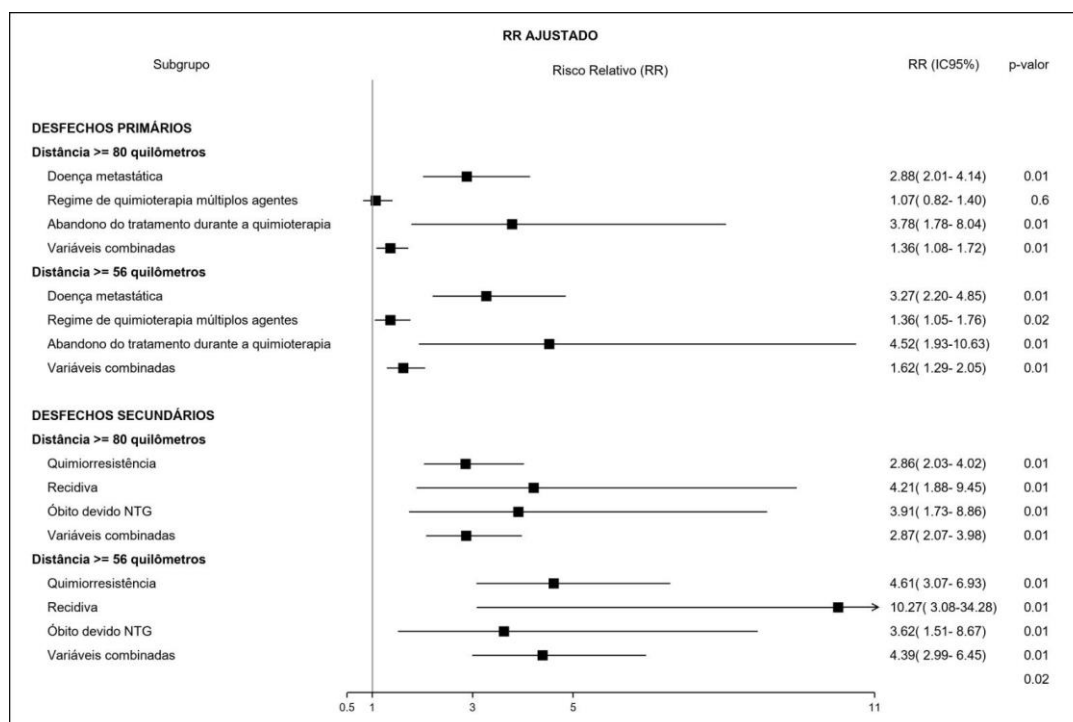 RR AJUSTADO
Subgrupo Risco Relativo (RR) RR (IC95%) p-valor
DESFECHOS PRIMÁRIOS
Distância >= 80 quilômetros
Doença metastática 2.88( 2.01- 4.14) 0.01
Regime de quimioterapia múltiplos agentes 1.07( 0.82- 1.40) 0.6
Abandono do tratamento durante a quimioterapia 3.78( 1.78- 8.04) 0.01
Variáveis combinadas 1.36( 1.08- 1.72) 0.01
Distância >= 56 quilômetros
Doença metastática 3.27( 2.20- 4.85) 0.01
Regime de quimioterapia múltiplos agentes 1.36( 1.05- 1.76) 0.02
Abandono do tratamento durante a quimioterapia 4.52( 1.93-10.63) 0.01
Variáveis combinadas 1.62( 1.29- 2.05) 0.01
DESFECHOS SECUNDÁRIOS
Distância >= 80 quilômetros
Quimiorresistência 2.86( 2.03- 4.02) 0.01
Recidiva 4.21( 1.88- 9.45) 0.01
Óbito devido NTG 3.91( 1.73- 8.86) 0.01
Variáveis combinadas 2.87( 2.07- 3.98) 0.01
Distância >= 56 quilômetros
Quimiorresistência 4.61( 3.07- 6.93) 0.01
Recidiva 10.27( 3.08-34.28) 0.01
Óbito devido NTG 3.62( 1.51- 8.67) 0.01
Variáveis combinadas 4.39( 2.99- 6.45) 0.01
0.02
0.5 1 3 5 11